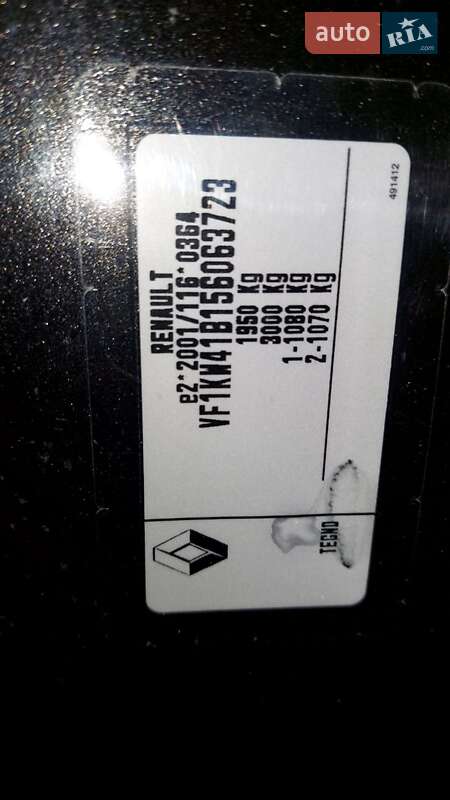 auto RIA
.com
491412
RENAULT
e2*2001/116*0364
VF1KW41B156063723
1950 Kg
3000 Kg
1-1080 Kg
2-1070 Kg
TEGNO